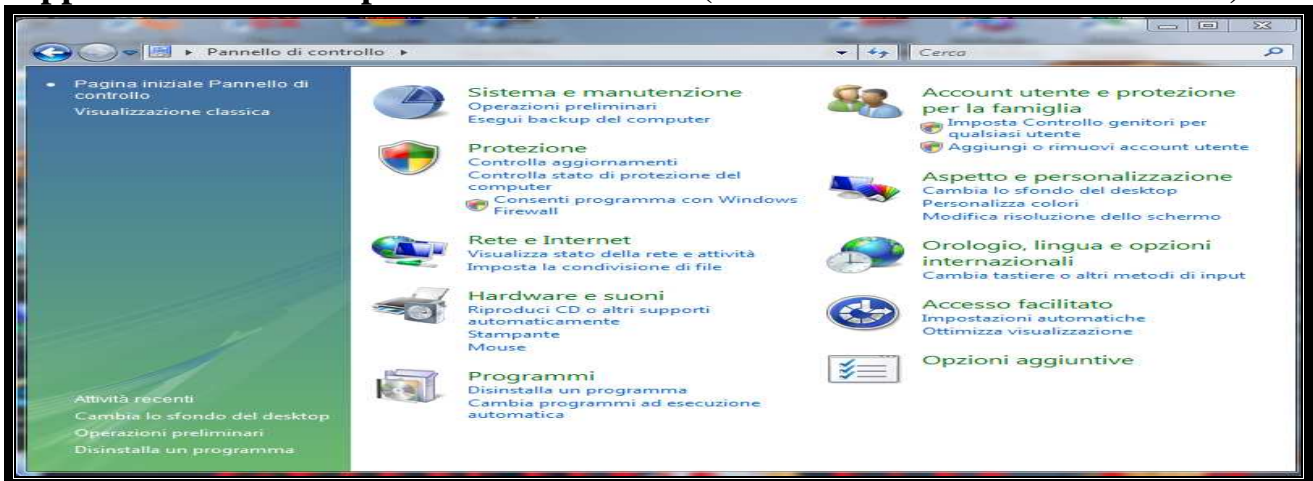 Pannello di controllo
Cerca
Pagina iniziale Pannello di
controllo
Visualizzazione classica
Attività recenti
Cambia lo sfondo del desktop
Operazioni preliminari
Disinstalla un programma
Sistema e manutenzione
Operazioni preliminari
Esegui backup del computer
Protezione
Controlla aggiornamenti
Controlla stato di protezione del
computer
Consenti programma con Windows
Firewall
Rete e Internet
Visualizza stato della rete e attività
Imposta la condivisione di file
Hardware e suoni
Riproduci CD o altri supporti
automaticamente
Stampante
Mouse
Programmi
Disinstalla un programma
Cambia programmi ad esecuzione
automatica
Account utente e protezione
per la famiglia
Imposta Controllo genitori per
qualsiasi utente
Aggiungi o rimuovi account utente
Aspetto e personalizzazione
Cambia lo sfondo del desktop
Personalizza colori
Modifica risoluzione dello schermo
Orologio, lingua e opzioni
internazionali
Cambia tastiere o altri metodi di input
Accesso facilitato
Impostazioni automatiche
Ottimizza visualizzazione
Opzioni aggiuntive